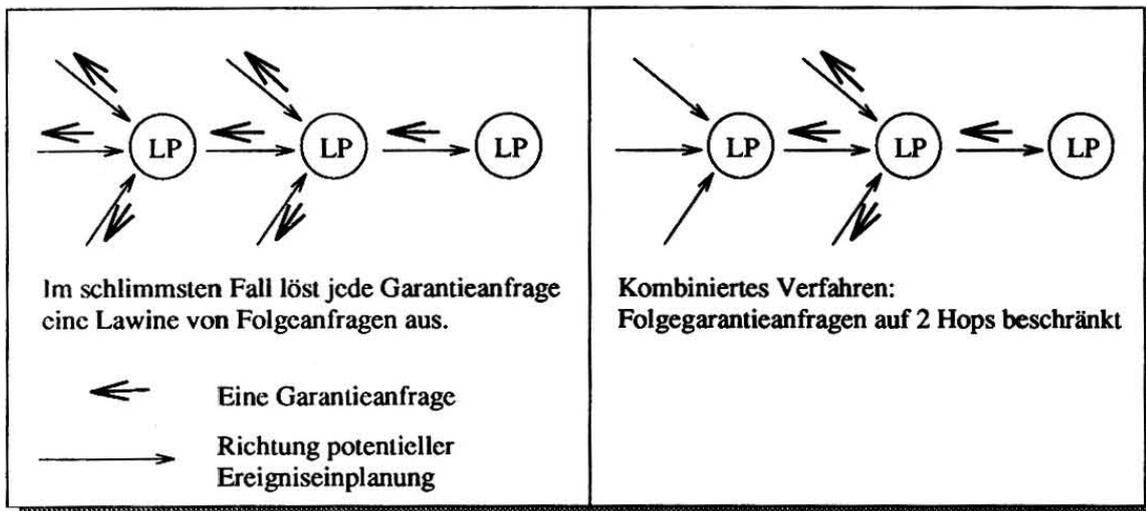 LP
LP
LP
Im schlimmsten Fall löst jede Garantieanfrage
eine Lawine von Folgeanfragen aus.
Eine Garantieanfrage
Richtung potentieller
Ereigniseinplanung
LP
LP
LP
Kombiniertes Verfahren:
Folgegarantieanfragen auf 2 Hops beschränkt